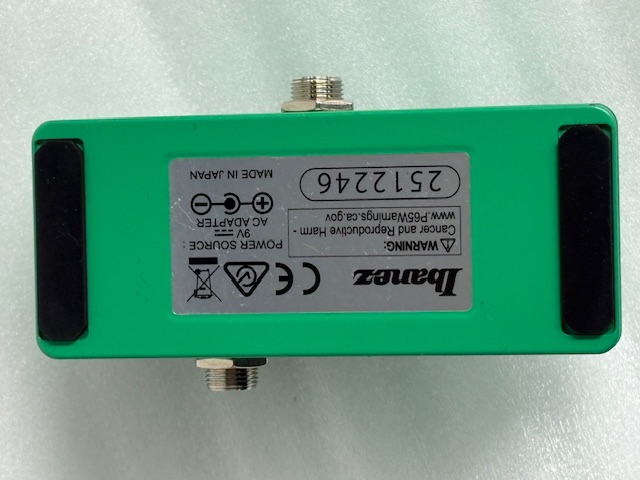 Ibanez
⚠ WARNING:
Cancer and Reproductive Harm -
www.P65Warnings.ca.gov
2512246
CE
POWER SOURCE :
9V
AC ADAPTER
MADE IN JAPAN